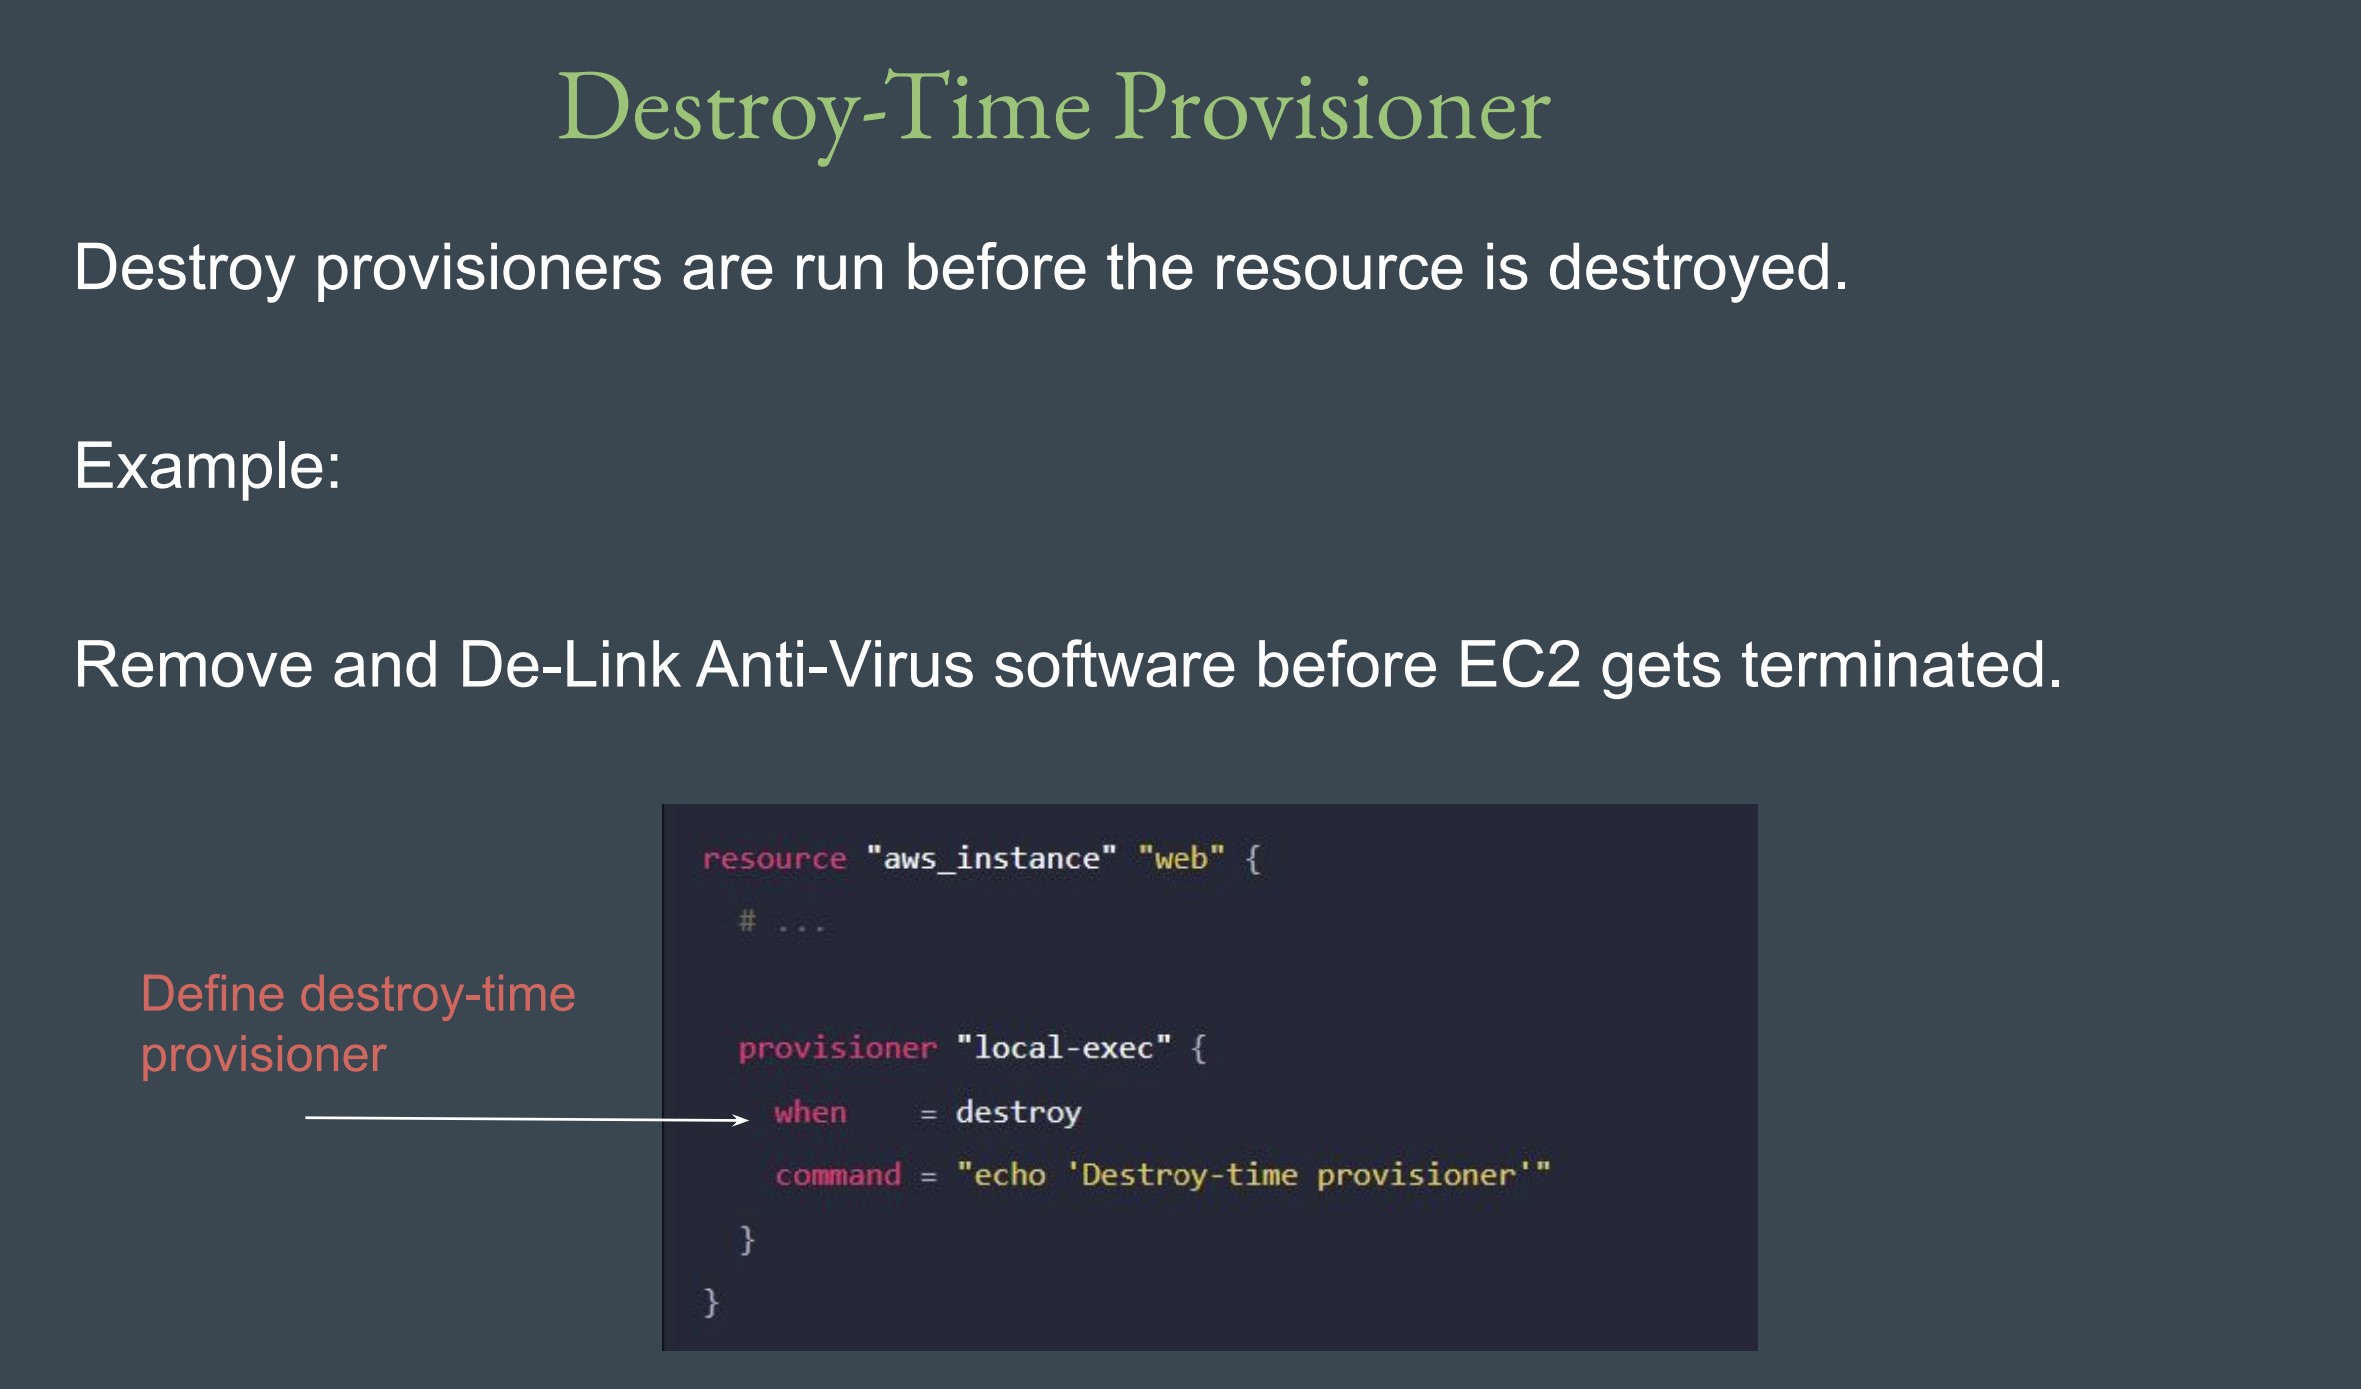 Destroy-Time Provisioner
Destroy provisioners are run before the resource is destroyed.
Example:
Remove and De-Link Anti-Virus software before EC2 gets terminated.
Define destroy-time
provisioner
resource "aws_instance" "web" {
  # ...
  provisioner "local-exec" {
    when    = destroy
    command = "echo 'Destroy-time provisioner'"
  }
}